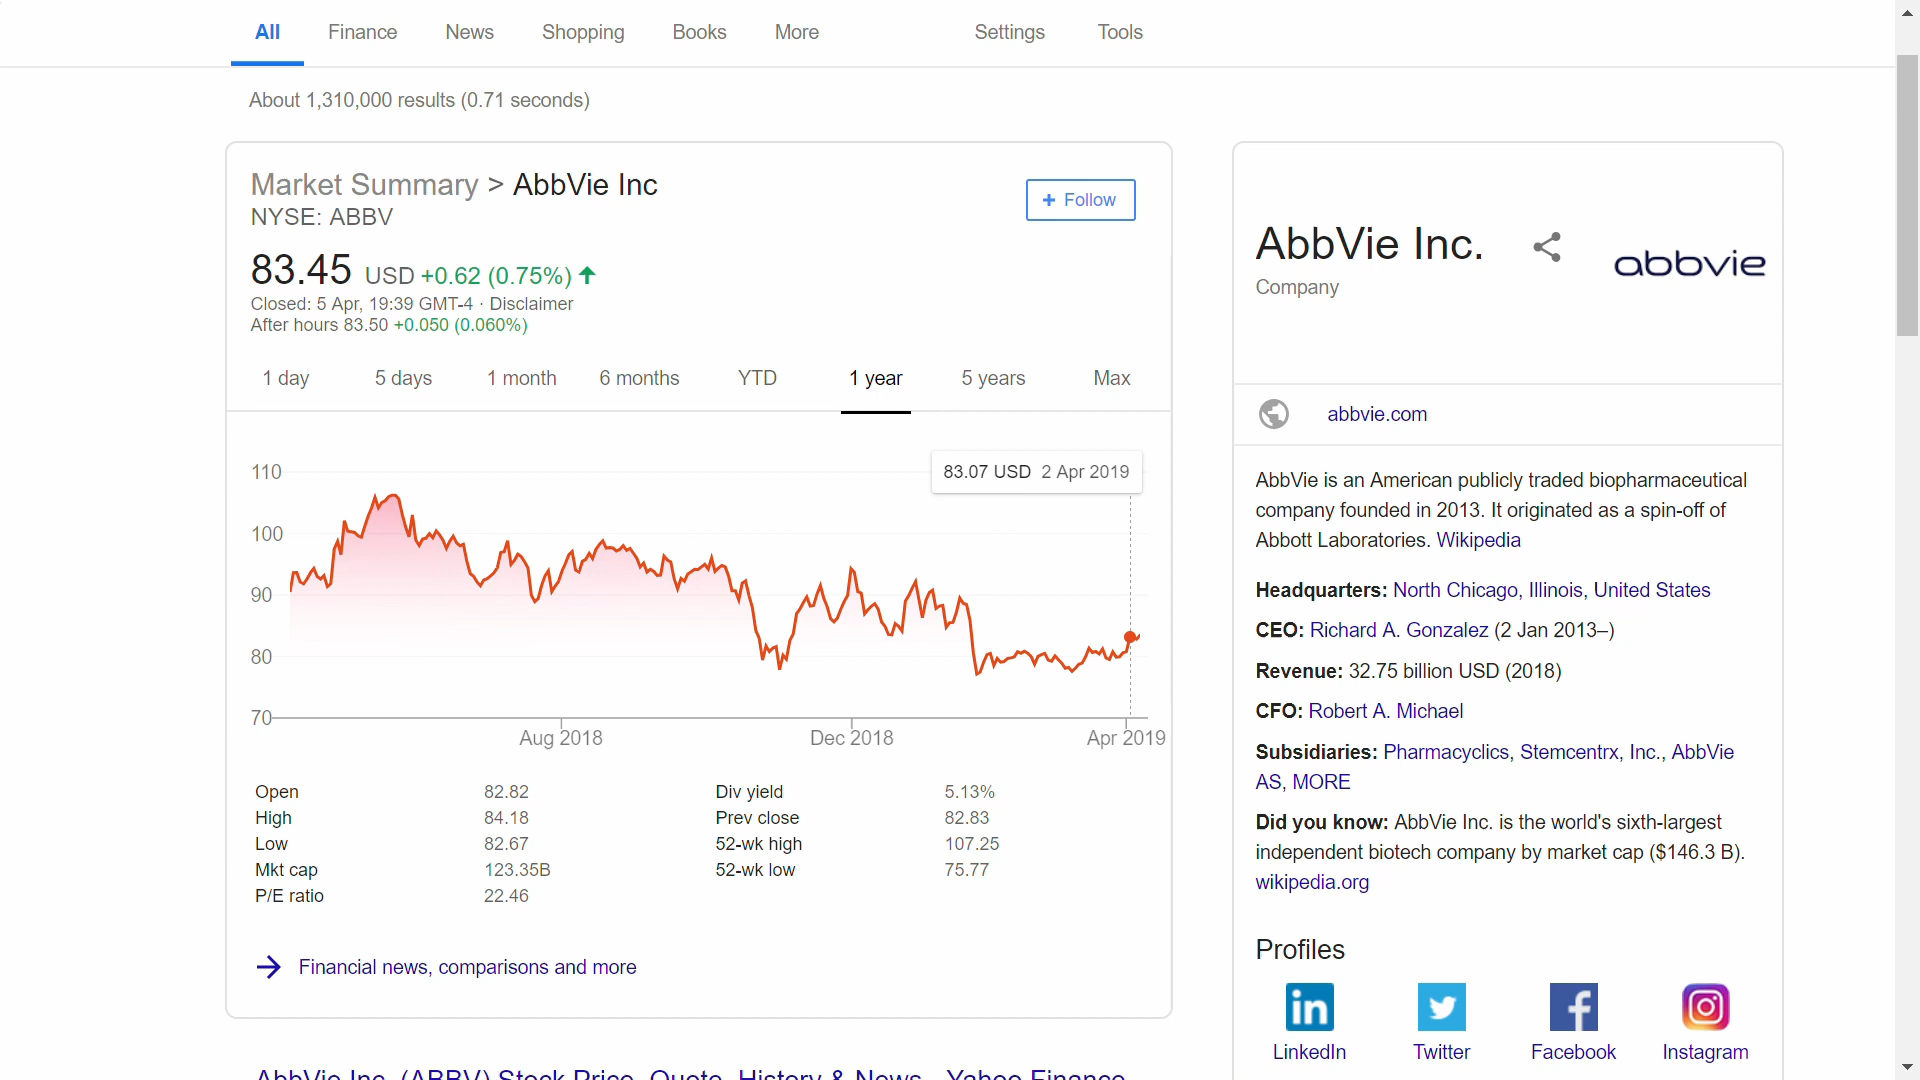 All Finance News Shopping Books More Settings Tools
About 1,310,000 results (0.71 seconds)
Market Summary > AbbVie Inc
NYSE: ABBV
+ Follow
83.45 USD +0.62 (0.75%)
Closed: 5 Apr, 19:39 GMT-4 · Disclaimer
After hours 83.50 +0.050 (0.060%)
1 day 5 days 1 month 6 months YTD 1 year 5 years Max
83.07 USD 2 Apr 2019
110
100
90
80
70
Aug 2018 Dec 2018 Apr 2019
Open 82.82 Div yield 5.13%
High 84.18 Prev close 82.83
Low 82.67 52-wk high 107.25
Mkt cap 123.35B 52-wk low 75.77
P/E ratio 22.46
Financial news, comparisons and more
AbbVie Inc. (ABBV) Stock Price, Quote, History & News - Yahoo Finance
AbbVie Inc.
abbvie
Company
abbvie.com
AbbVie is an American publicly traded biopharmaceutical
company founded in 2013. It originated as a spin-off of
Abbott Laboratories. Wikipedia
Headquarters: North Chicago, Illinois, United States
CEO: Richard A. Gonzalez (2 Jan 2013–)
Revenue: 32.75 billion USD (2018)
CFO: Robert A. Michael
Subsidiaries: Pharmacyclics, Stemcentrx, Inc., AbbVie
AS, MORE
Did you know: AbbVie Inc. is the world's sixth-largest
independent biotech company by market cap ($146.3 B).
wikipedia.org
Profiles
LinkedIn Twitter Facebook Instagram